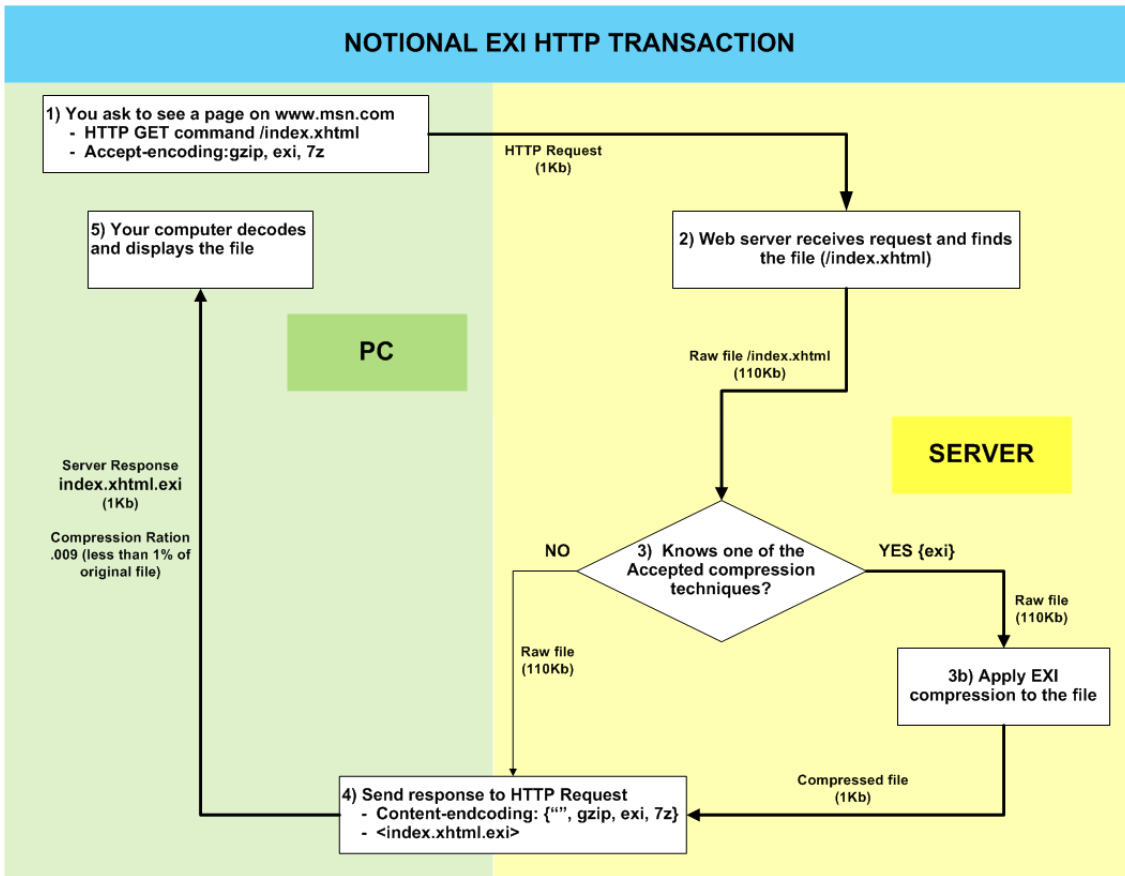 NOTIONAL EXI HTTP TRANSACTION
1) You ask to see a page on www.msn.com
- HTTP GET command /index.xhtml
- Accept-encoding:gzip, exi, 7z
HTTP Request
(1Kb)
2) Web server receives request and finds
the file (/index.xhtml)
5) Your computer decodes
and displays the file
PC
Raw file /index.xhtml
(110Kb)
SERVER
Server Response
index.xhtml.exi
(1Kb)
Compression Ration
.009 (less than 1% of
original file)
NO
3) Knows one of the
Accepted compression
techniques?
YES {exi}
Raw file
(110Kb)
Raw file
(110Kb)
3b) Apply EXI
compression to the file
Compressed file
(1Kb)
4) Send response to HTTP Request
- Content-endcoding: {“”, gzip, exi, 7z}
- <index.xhtml.exi>